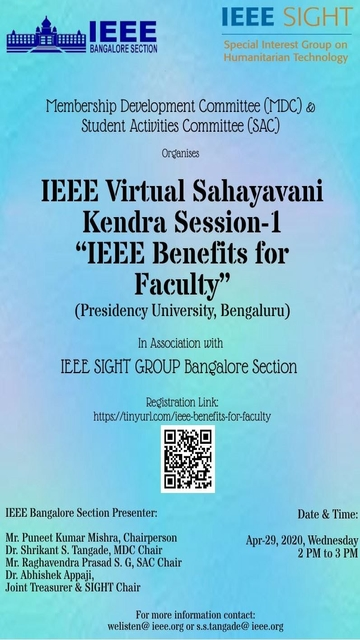 IEEE
BANGALORE SECTION
IEEE SIGHT
Special Interest Group on
Humanitarian Technology
Membership Development Committee (MDC) &
Student Activities Committee (SAC)
Organises
IEEE Virtual Sahayavani
Kendra Session-1
“IEEE Benefits for
Faculty”
(Presidency University, Bengaluru)
In Association with
IEEE SIGHT GROUP Bangalore Section
Registration Link:
https://tinyurl.com/ieee-benefits-for-faculty
IEEE Bangalore Section Presenter:
Mr. Puneet Kumar Mishra, Chairperson
Dr. Shrikant S. Tangade, MDC Chair
Mr. Raghavendra Prasad S. G, SAC Chair
Dr. Abhishek Appaji,
Joint Treasurer & SIGHT Chair
Date & Time:
Apr-29, 2020, Wednesday
2 PM to 3 PM
For more information contact:
welisten@ ieee.org or s.s.tangade@ ieee.org